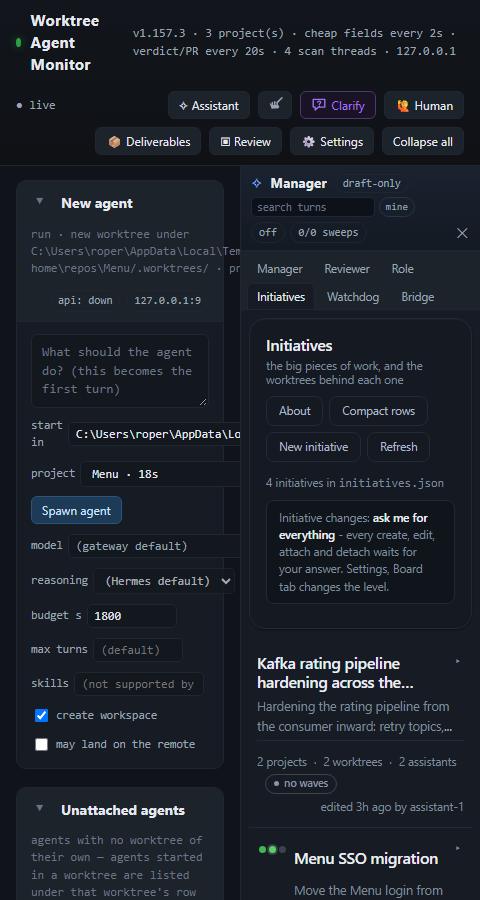 Worktree
Agent
Monitor
v1.157.3 · 3 project(s) · cheap fields every 2s ·
verdict/PR every 20s · 4 scan threads · 127.0.0.1
live
Assistant
Clarify
Human
Deliverables
Review
Settings
Collapse all
New agent
run · new worktree under
C:\Users\roper\AppData\Local\Tem
home\repos\Menu/.worktrees/ · pr
api: down
127.0.0.1:9
What should the agent
do? (this becomes the
first turn)
start
in
C:\Users\roper\AppData\Lo
project
Menu · 18s
Spawn agent
model
(gateway default)
reasoning
(Hermes default)
budget s
1800
max turns
(default)
skills
(not supported by
create workspace
may land on the remote
Unattached agents
agents with no worktree of
their own — agents started
in a worktree are listed
under that worktree's row
Manager
draft-only
search turns
mine
off
0/0 sweeps
Manager
Reviewer
Role
Initiatives
Watchdog
Bridge
Initiatives
the big pieces of work, and the
worktrees behind each one
About
Compact rows
New initiative
Refresh
4 initiatives in initiatives.json
Initiative changes: ask me for
everything - every create, edit,
attach and detach waits for
your answer. Settings, Board
tab changes the level.
Kafka rating pipeline
hardening across the...
Hardening the rating pipeline from
the consumer inward: retry topics,...
2 projects · 2 worktrees · 2 assistants
no waves
edited 3h ago by assistant-1
Menu SSO migration
Move the Menu login from